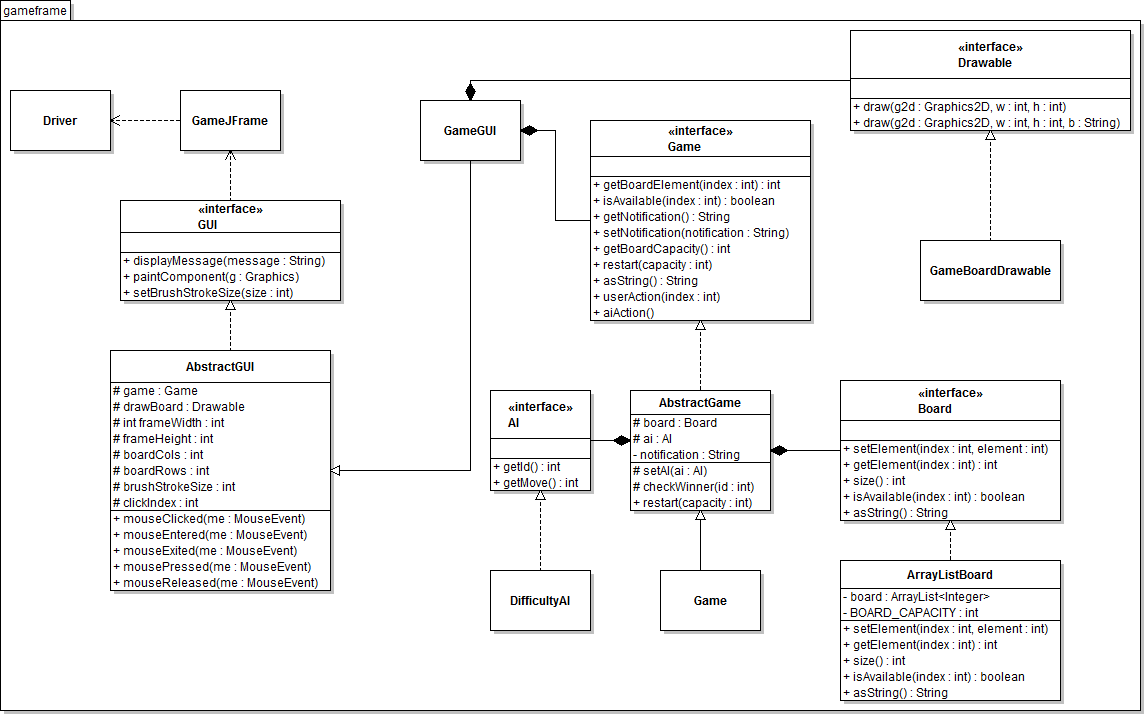 gameframe
Driver
GameJFrame
«interface»
GUI
+ displayMessage(message : String)
+ paintComponent(g : Graphics)
+ setBrushStrokeSize(size : int)
AbstractGUI
# game : Game
# drawBoard : Drawable
# int frameWidth : int
# frameHeight : int
# boardCols : int
# boardRows : int
# brushStrokeSize : int
# clickIndex : int
+ mouseClicked(me : MouseEvent)
+ mouseEntered(me : MouseEvent)
+ mouseExited(me : MouseEvent)
+ mousePressed(me : MouseEvent)
+ mouseReleased(me : MouseEvent)
GameGUI
«interface»
Game
+ getBoardElement(index : int) : int
+ isAvailable(index : int) : boolean
+ getNotification() : String
+ setNotification(notification : String)
+ getBoardCapacity() : int
+ restart(capacity : int)
+ asString() : String
+ userAction(index : int)
+ aiAction()
«interface»
Drawable
+ draw(g2d : Graphics2D, w : int, h : int)
+ draw(g2d : Graphics2D, w : int, h : int, b : String)
GameBoardDrawable
«interface»
AI
+ getId() : int
+ getMove() : int
DifficultyAI
AbstractGame
# board : Board
# ai : AI
- notification : String
# setAI(ai : AI)
# checkWinner(id : int)
+ restart(capacity : int)
Game
«interface»
Board
+ setElement(index : int, element : int)
+ getElement(index : int) : int
+ size() : int
+ isAvailable(index : int) : boolean
+ asString() : String
ArrayListBoard
- board : ArrayList<Integer>
- BOARD_CAPACITY : int
+ setElement(index : int, element : int)
+ getElement(index : int) : int
+ size() : int
+ isAvailable(index : int) : boolean
+ asString() : String